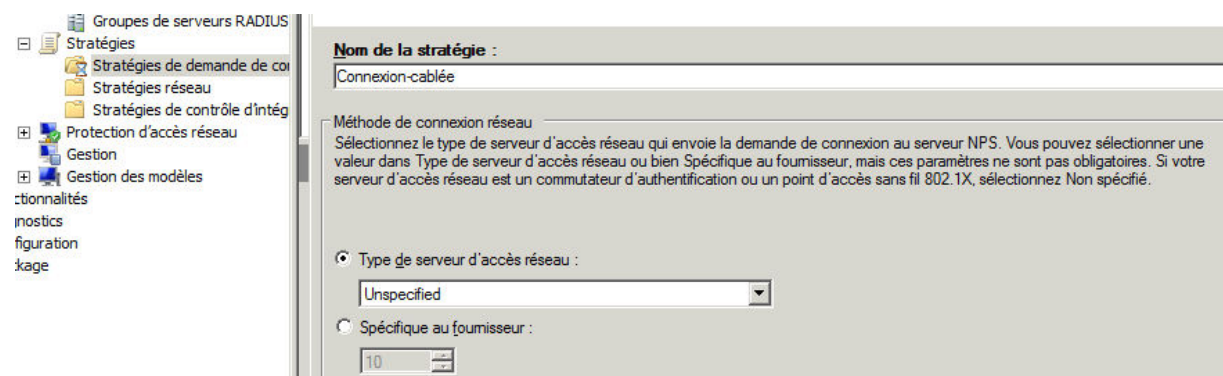 Groupes de serveurs RADIUS
Stratégies
Stratégies de demande de co
Stratégies réseau
Stratégies de contrôle d'intég
Protection d'accès réseau
Gestion
Gestion des modèles
ctionnalités
gnostics
figuration
kage
Nom de la stratégie :
Connexion-cablée
Méthode de connexion réseau
Sélectionnez le type de serveur d'accès réseau qui envoie la demande de connexion au serveur NPS. Vous pouvez sélectionner une
valeur dans Type de serveur d'accès réseau ou bien Spécifique au fournisseur, mais ces paramètres ne sont pas obligatoires. Si votre
serveur d'accès réseau est un commutateur d'authentification ou un point d'accès sans fil 802.1X, sélectionnez Non spécifié.
Type de serveur d'accès réseau :
Unspecified
Spécifique au fournisseur :
10